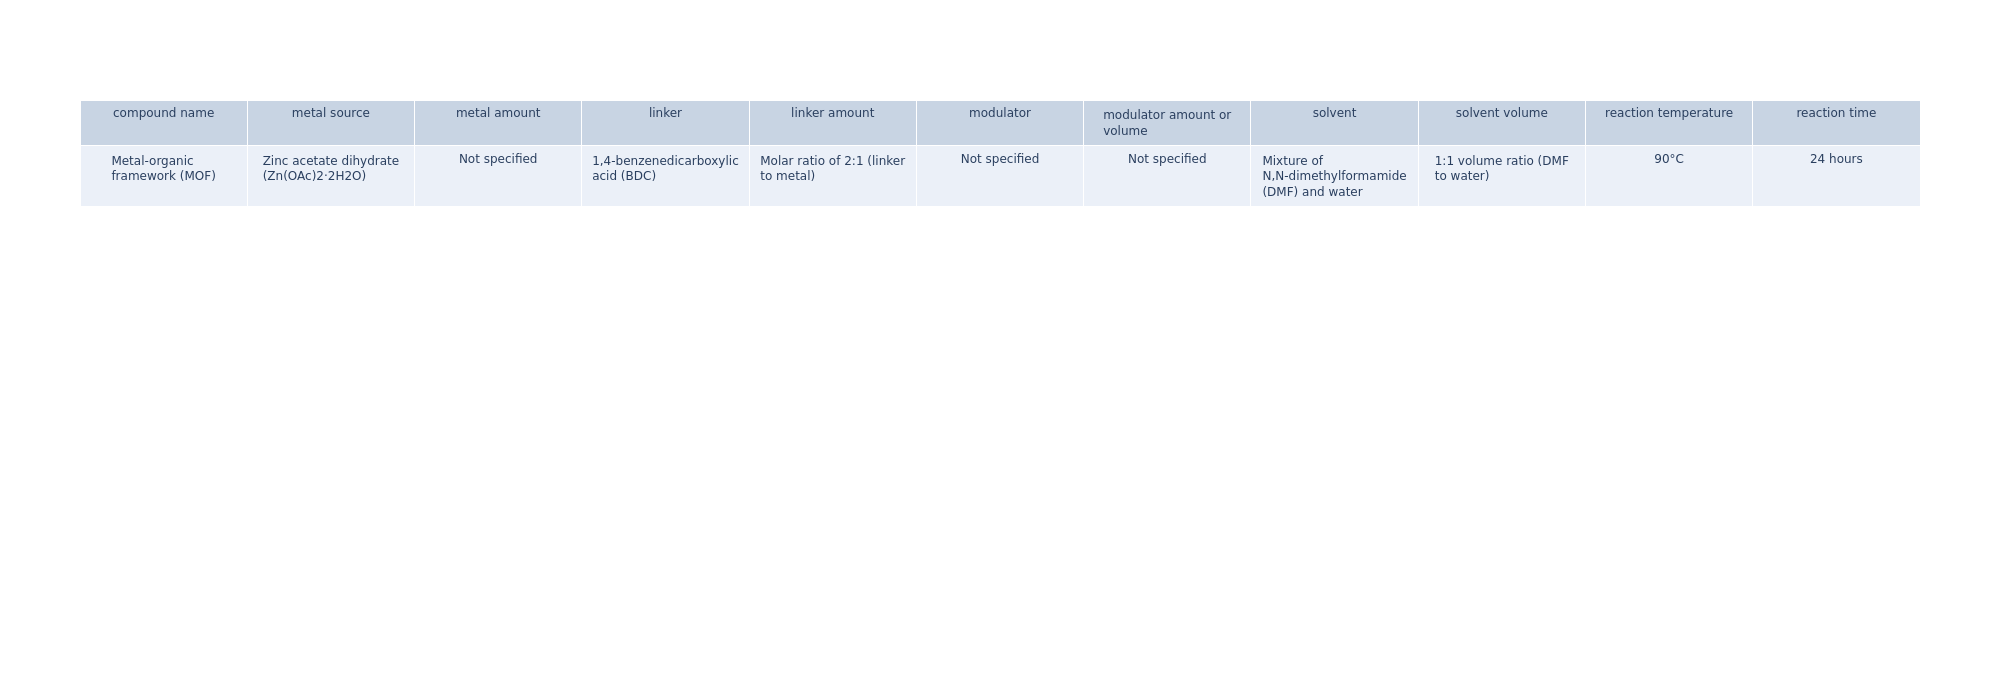 compound name
metal source
metal amount
linker
linker amount
modulator
modulator amount or
volume
solvent
solvent volume
reaction temperature
reaction time
Metal-organic
framework (MOF)
Zinc acetate dihydrate
(Zn(OAc)2·2H2O)
Not specified
1,4-benzenedicarboxylic
acid (BDC)
Molar ratio of 2:1 (linker
to metal)
Not specified
Not specified
Mixture of
N,N-dimethylformamide
(DMF) and water
1:1 volume ratio (DMF
to water)
90°C
24 hours